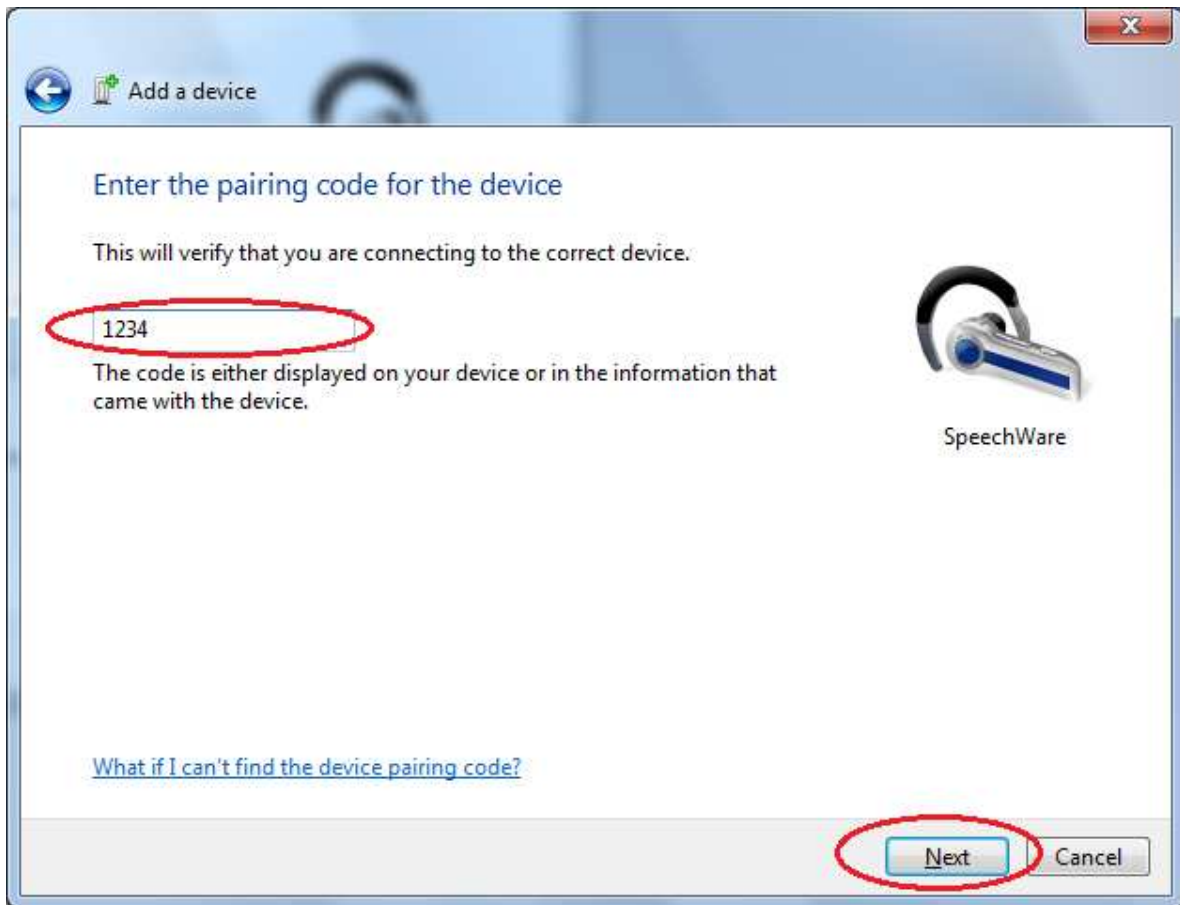 Add a device
Enter the pairing code for the device
This will verify that you are connecting to the correct device.
1234
The code is either displayed on your device or in the information that
came with the device.
SpeechWare
What if I can't find the device pairing code?
Next
Cancel